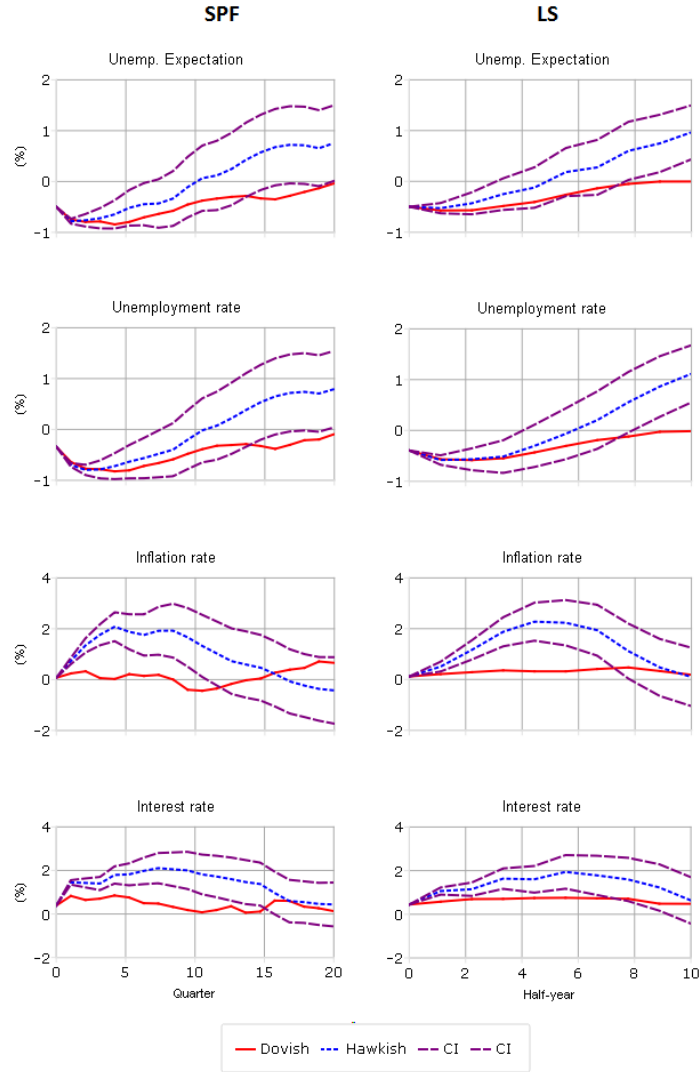 SPF LS
Unemp. Expectation Unemp. Expectation
2 2
1 1
(%)
0 0
-1 -1
Unemployment rate Unemployment rate
2 2
1 1
(%)
0 0
-1 -1
Inflation rate Inflation rate
4 4
2 2
(%)
0 0
-2 -2
Interest rate Interest rate
4 4
2 2
(%)
0 0
-2 -2
0 5 10 15 20 0 2 4 6 8 10
Quarter Half-year
Dovish Hawkish CI CI